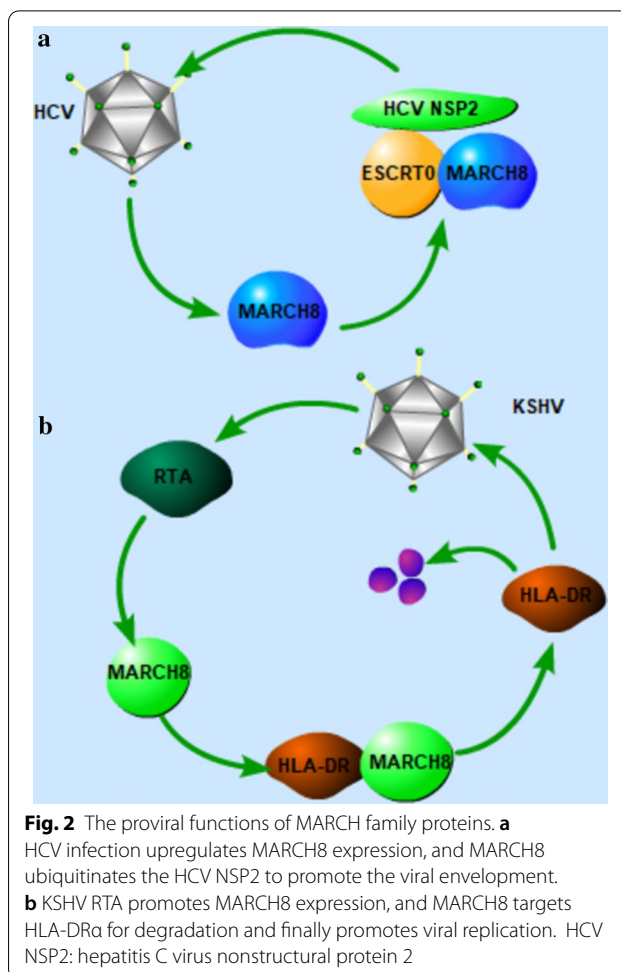 a
HCV
HCV NSP2
ESCRT0 MARCH8
MARCH8
b
KSHV
RTA
HLA-DR
MARCH8
HLA-DR MARCH8
Fig. 2 The proviral functions of MARCH family proteins. a
HCV infection upregulates MARCH8 expression, and MARCH8
ubiquitinates the HCV NSP2 to promote the viral envelopment.
b KSHV RTA promotes MARCH8 expression, and MARCH8 targets
HLA-DRα for degradation and finally promotes viral replication. HCV
NSP2: hepatitis C virus nonstructural protein 2